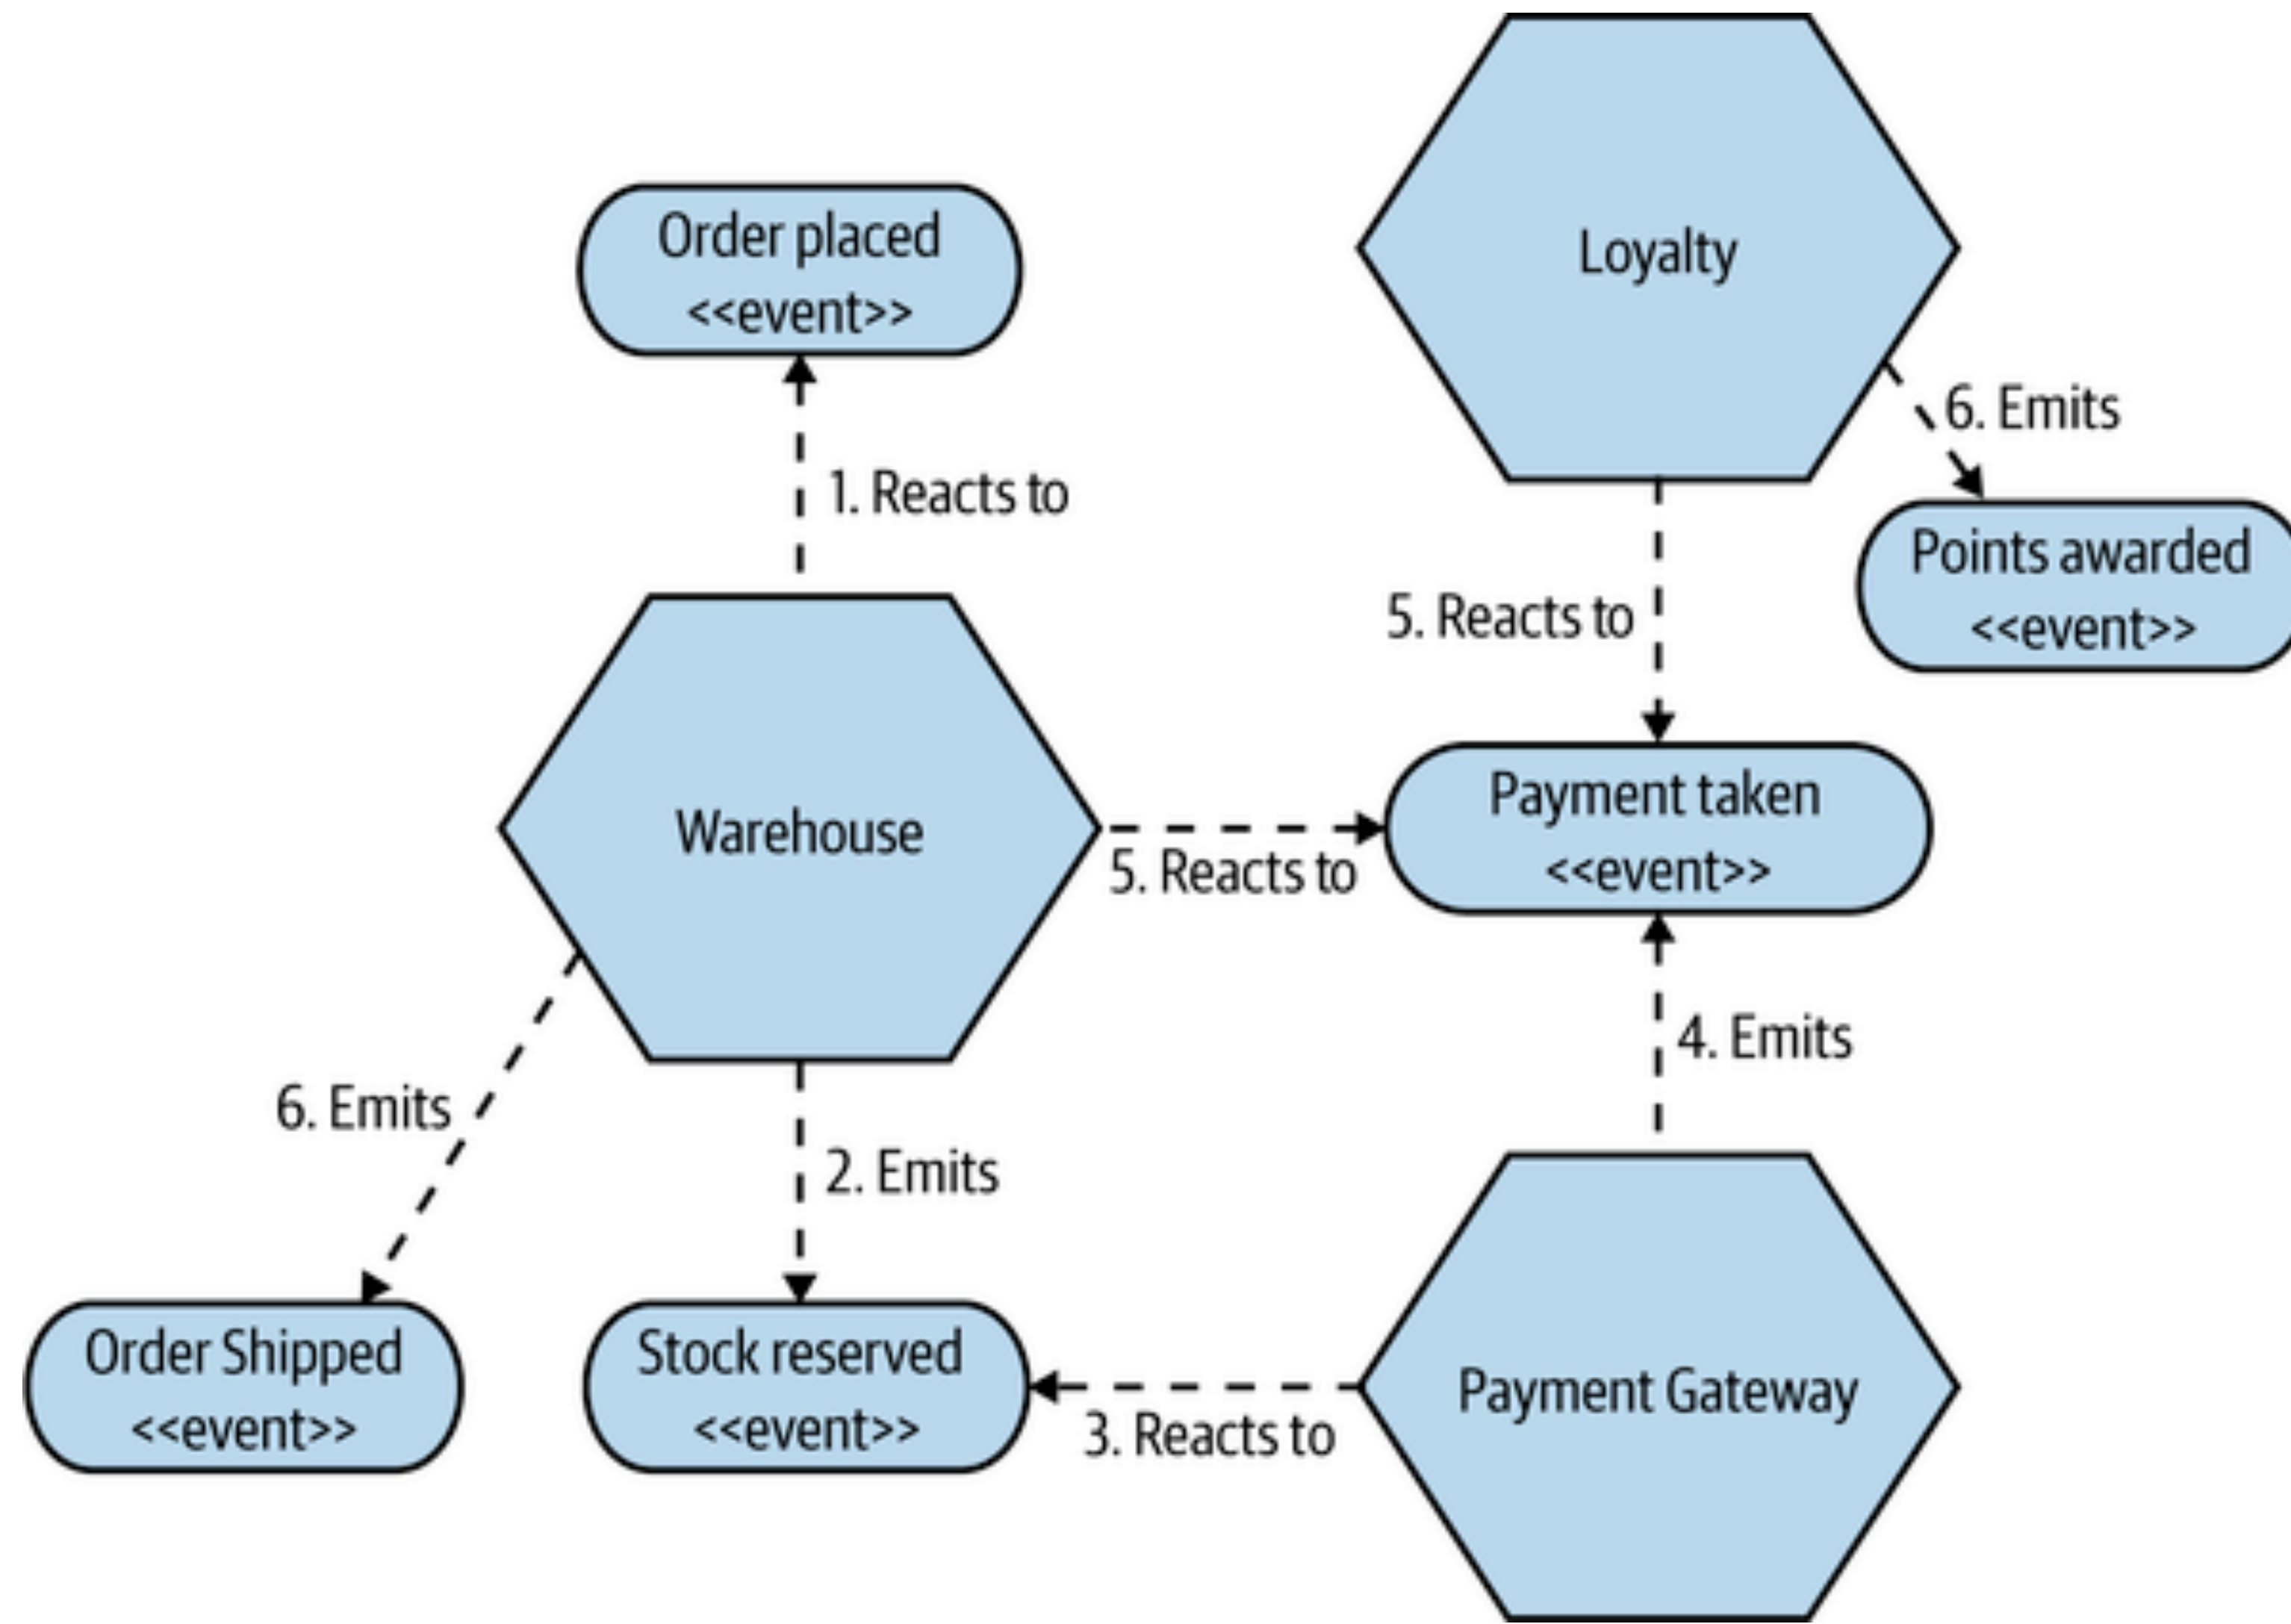 Order placed
<<event>>
Loyalty
6. Emits
1. Reacts to
Points awarded
<<event>>
5. Reacts to
Warehouse
Payment taken
<<event>>
5. Reacts to
4. Emits
6. Emits
2. Emits
Order Shipped
<<event>>
Stock reserved
<<event>>
Payment Gateway
3. Reacts to